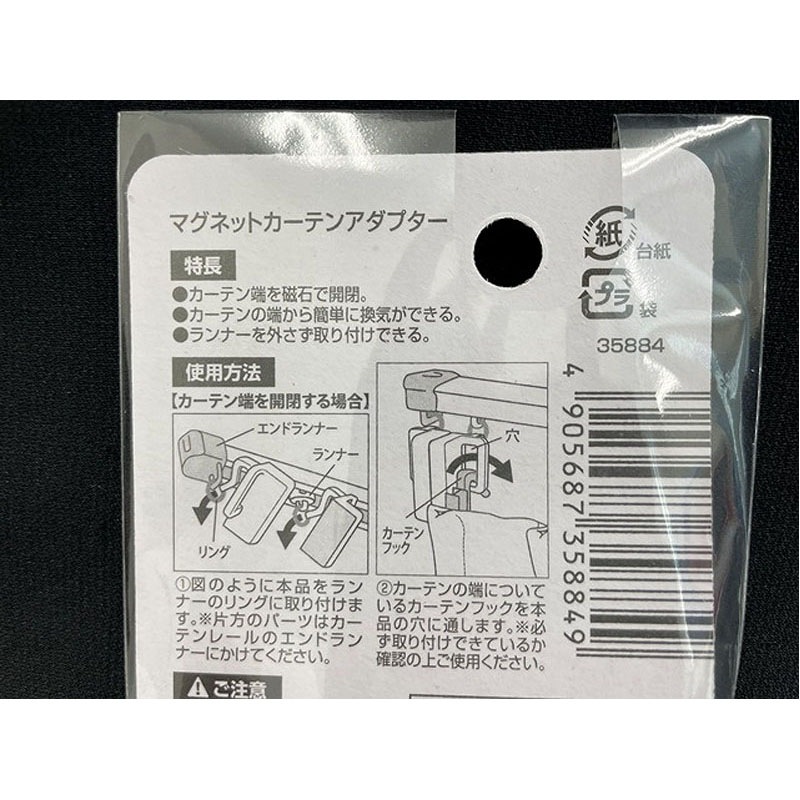 マグネットカーテンアダプター
特長
●カーテン端を磁石で開閉。
●カーテンの端から簡単に換気ができる。
●ランナーを外さず取り付けできる。
使用方法
【カーテン端を開閉する場合】
エンドランナー
ランナー
リング
①図のように本品をラン
ナーのリングに取り付けま
す。※片方のパーツはカー
テンレールのエンドラン
ナーにかけてください。
穴
カーテン
フック
②カーテンの端につい
ているカーテンフックを本
品の穴に通します。※必
ず取り付けできているか
確認の上ご使用ください。
ご注意
紙
台紙
プラ
袋
35884
4 905687 358849